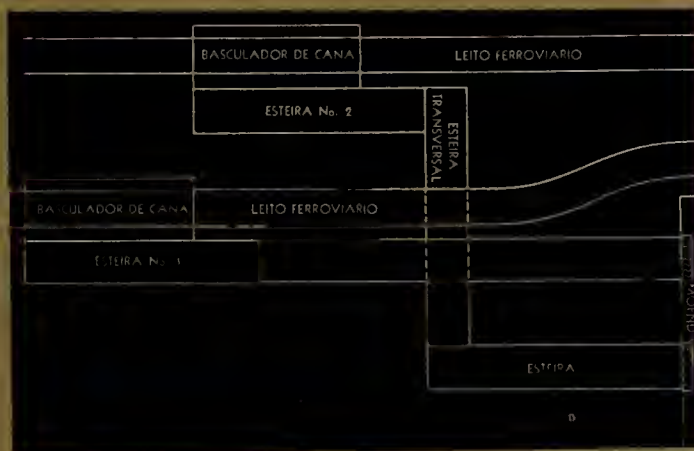 BASCULADOR DE CANA
LEITO FERROVIARIO
ESTEIRA No. 2
ESTEIRA
TRANSVERSAL
BASCULADOR DE CANA
LEITO FERROVIARIO
ESTEIRA No. 1
MOINHO
ESTEIRA